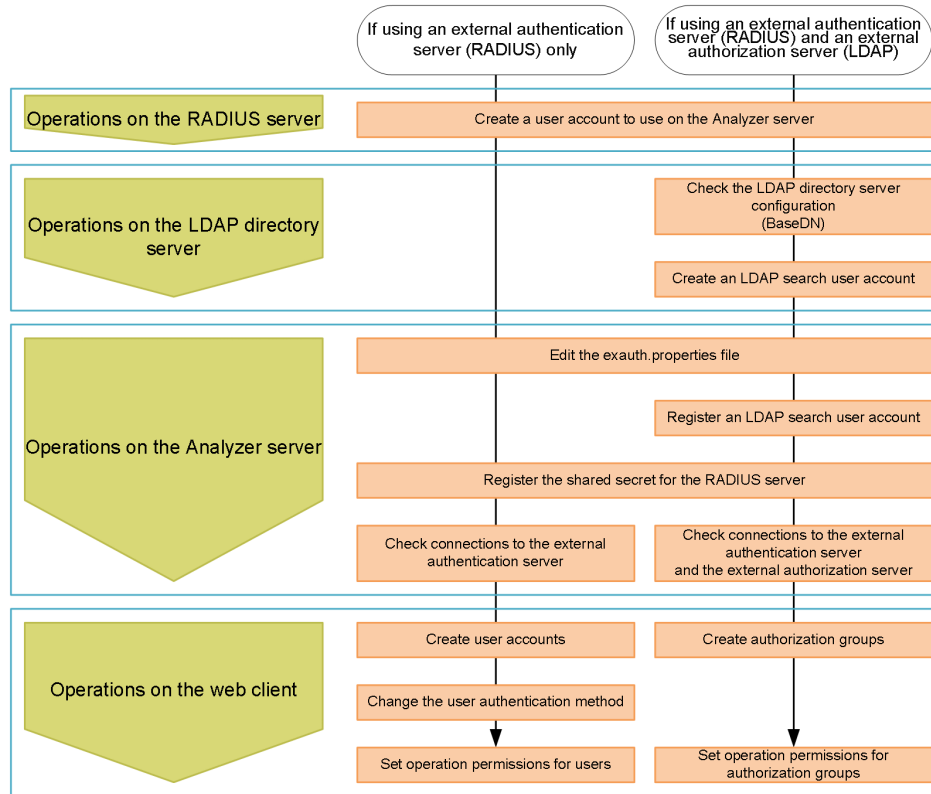 If using an external authentication
server (RADIUS) only
If using an external authentication
server (RADIUS) and an external
authorization server (LDAP)
Operations on the RADIUS server
Create a user account to use on the Analyzer server
Operations on the LDAP directory
server
Check the LDAP directory server
configuration
(BaseDN)
Create an LDAP search user account
Operations on the Analyzer server
Edit the exauth.properties file
Register an LDAP search user account
Register the shared secret for the RADIUS server
Check connections to the external
authentication server
Check connections to the external
authentication server
and the external authorization server
Operations on the web client
Create user accounts
Create authorization groups
Change the user authentication method
Set operation permissions for users
Set operation permissions for
authorization groups